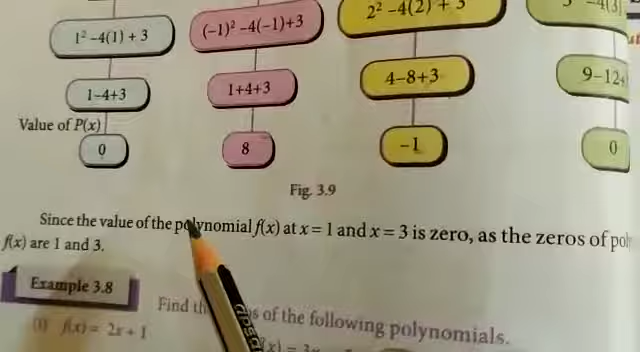 2² −4(2) + 3
1² −4(1) + 3
(−1)² −4(−1)+3
1−4+3
1+4+3
4−8+3
9−12+
Value of P(x)
0
8
−1
0
Fig. 3.9
Since the value of the polynomial f(x) at x = 1 and x = 3 is zero, as the zeros of
f(x) are 1 and 3.
Example 3.8
Find of the following polynomials.
(i) f(x) = 2x + 1